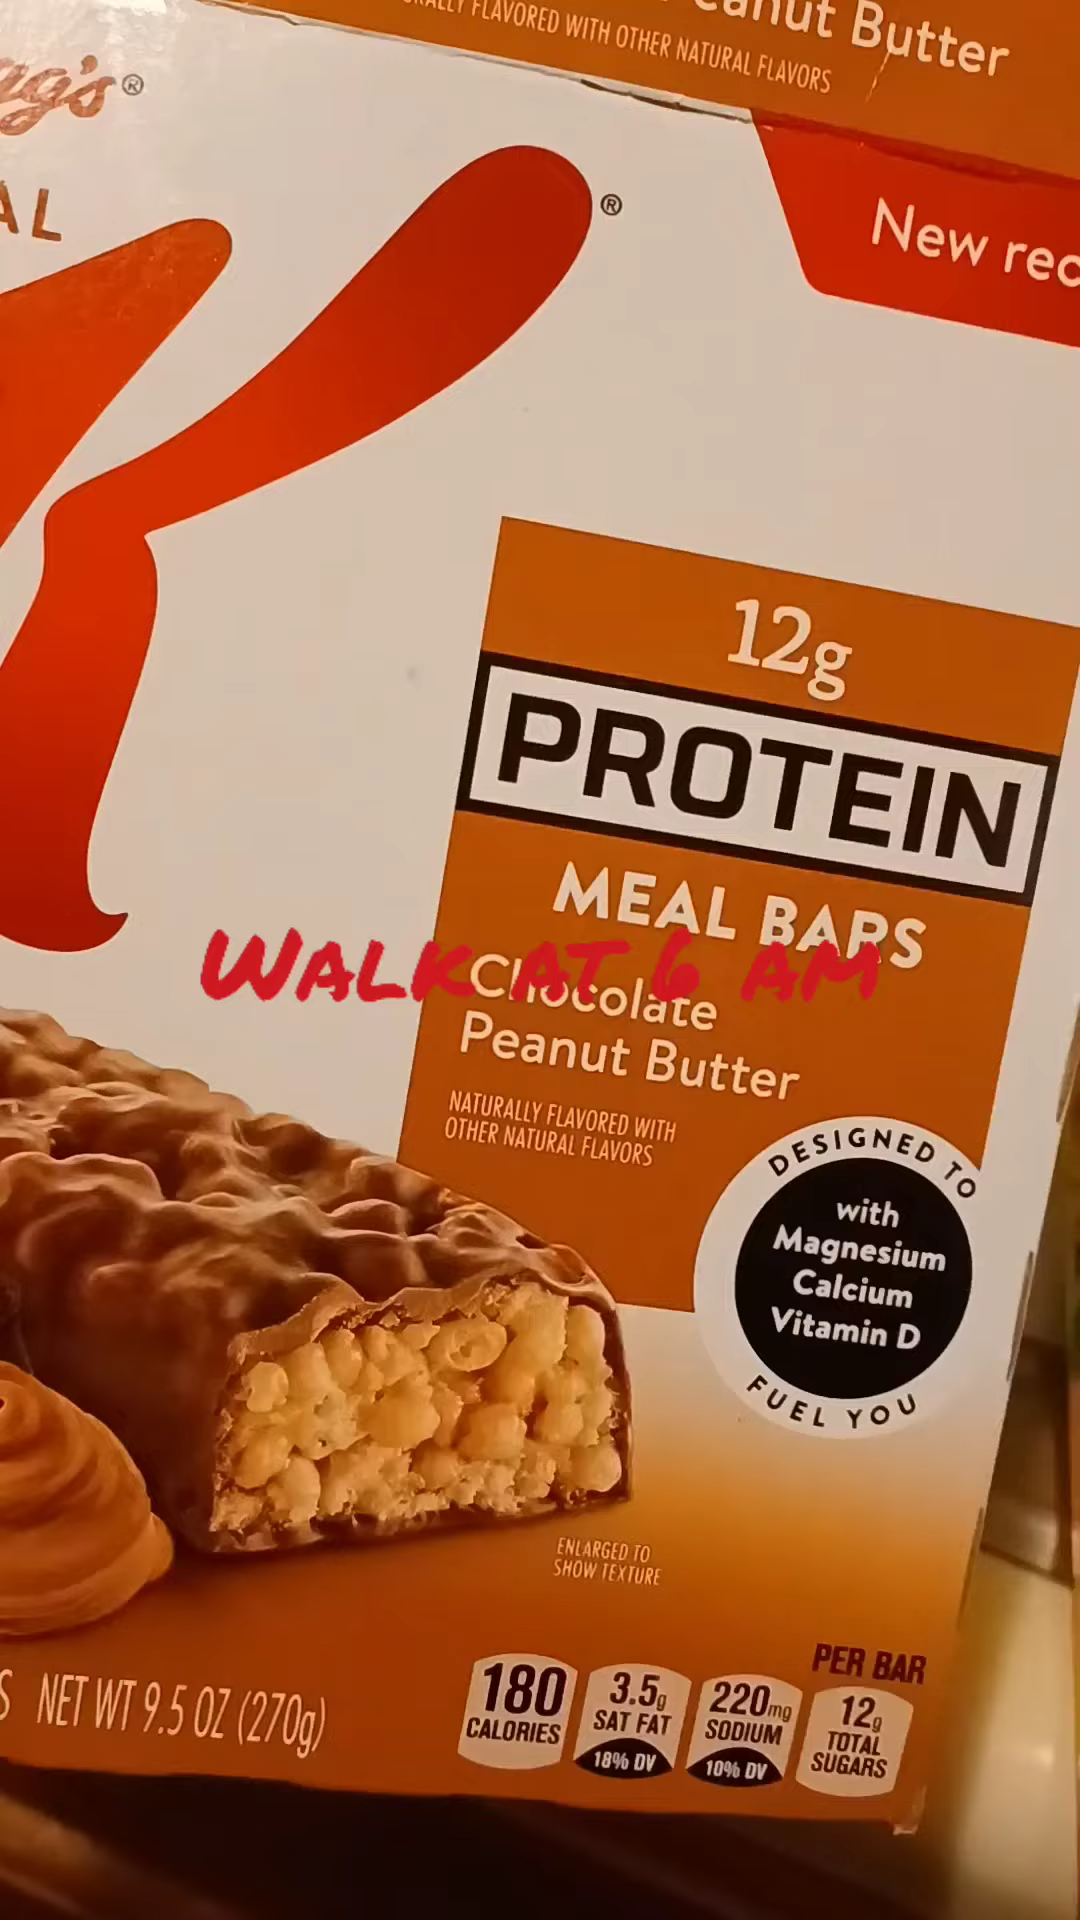 Peanut Butter
FLAVORED WITH OTHER NATURAL FLAVORS
®
®
New
12g
PROTEIN
MEAL BARS
WALK AT 6 AM
Chocolate
Peanut Butter
NATURALLY FLAVORED WITH
OTHER NATURAL FLAVORS
DESIGNED TO
with
Magnesium
Calcium
Vitamin D
FUEL YOU
ENLARGED TO
SHOW TEXTURE
NET WT 9.5 OZ (270g)
PER BAR
180
CALORIES
3.5g
SAT FAT
18% DV
220mg
SODIUM
10% DV
12g
TOTAL
SUGARS